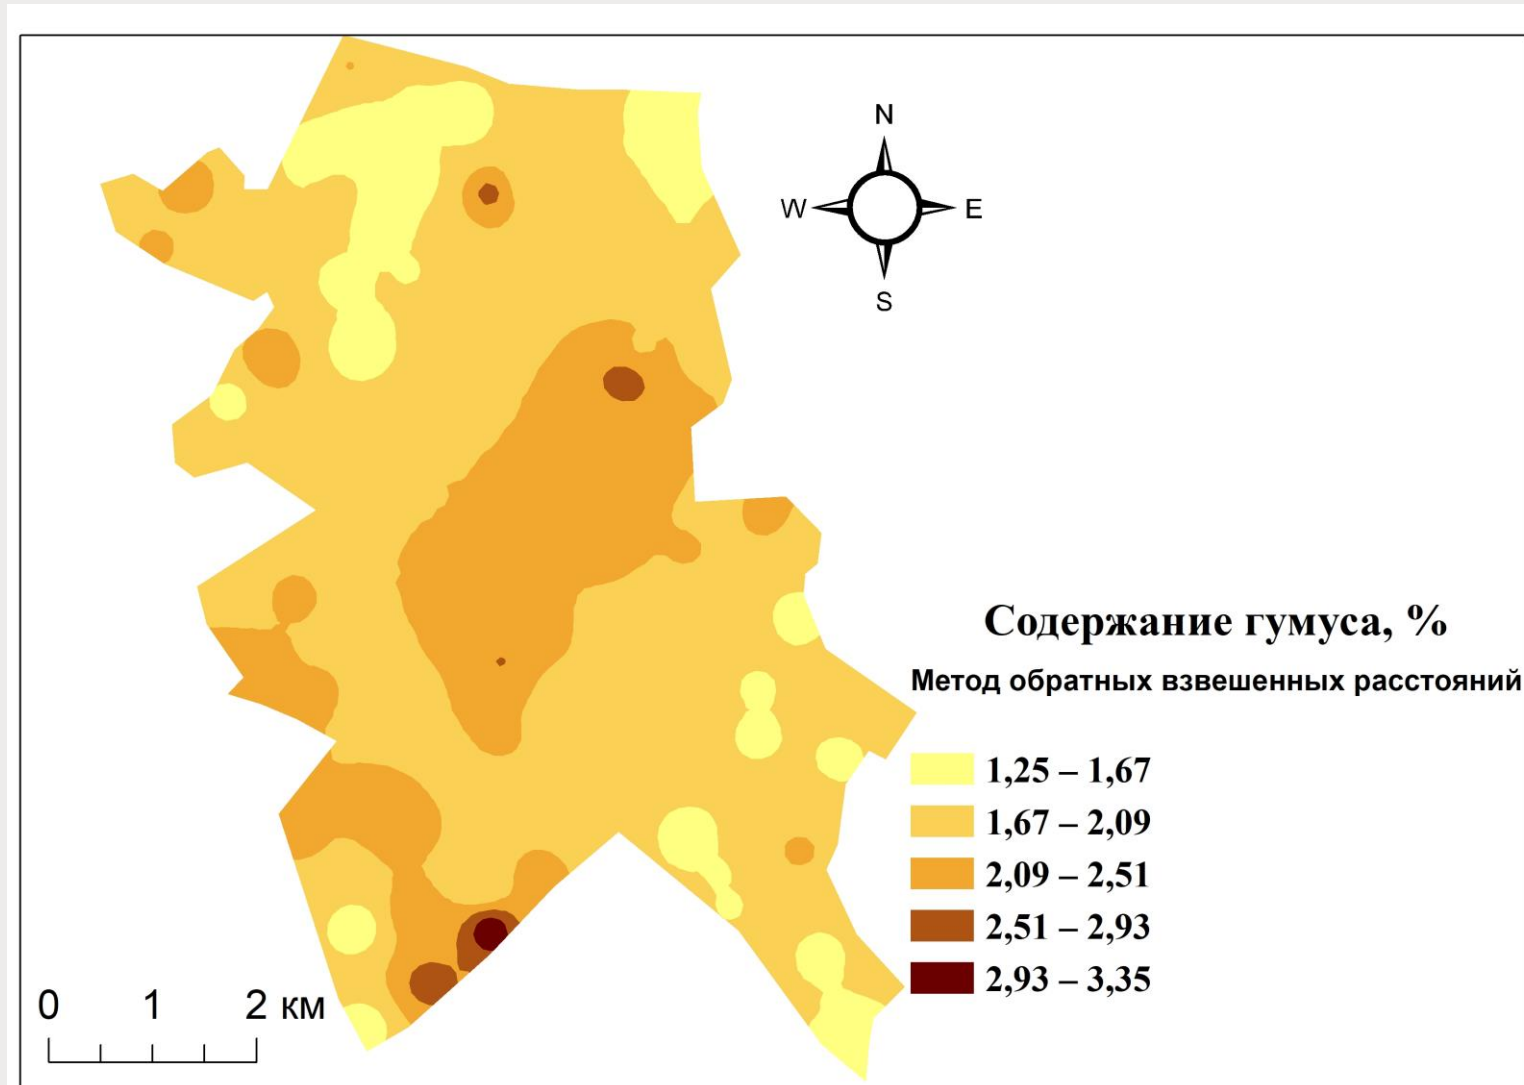 N
W E
S
Содержание гумуса, %
Метод обратных взвешенных расстояний
1,25 – 1,67
1,67 – 2,09
2,09 – 2,51
2,51 – 2,93
2,93 – 3,35
0 1 2 км